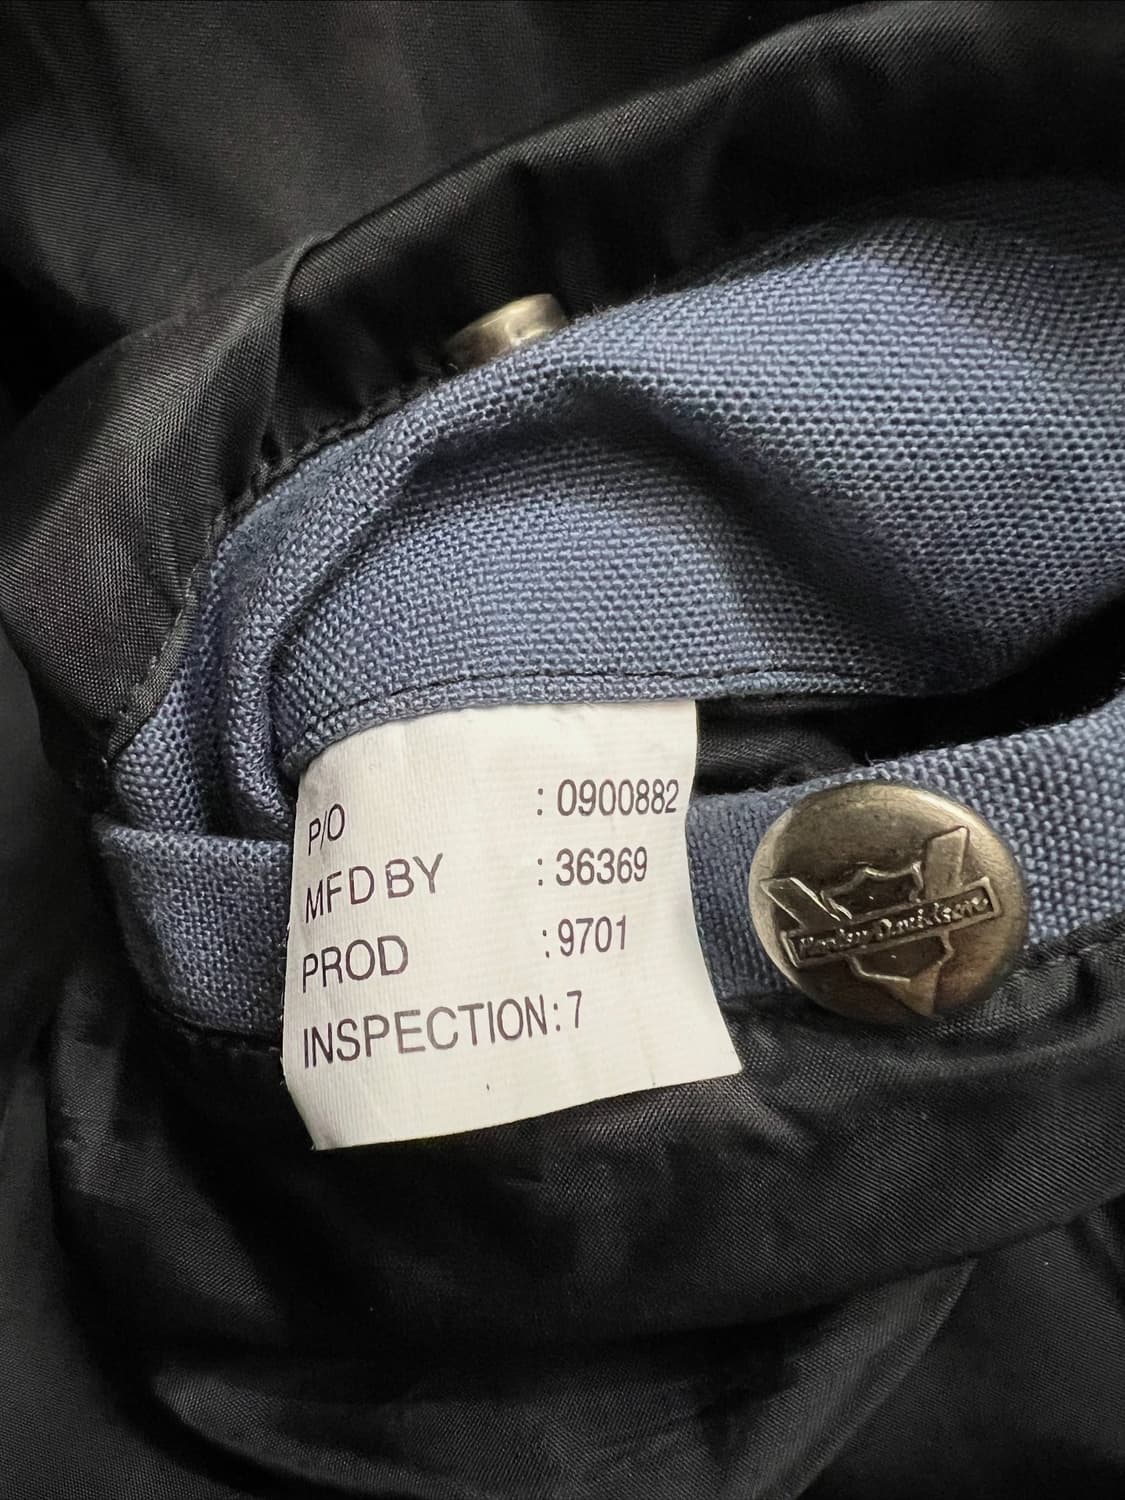 P/O : 0900882
MFD BY : 36369
PROD : 9701
INSPECTION : 7
Harley-Davidson